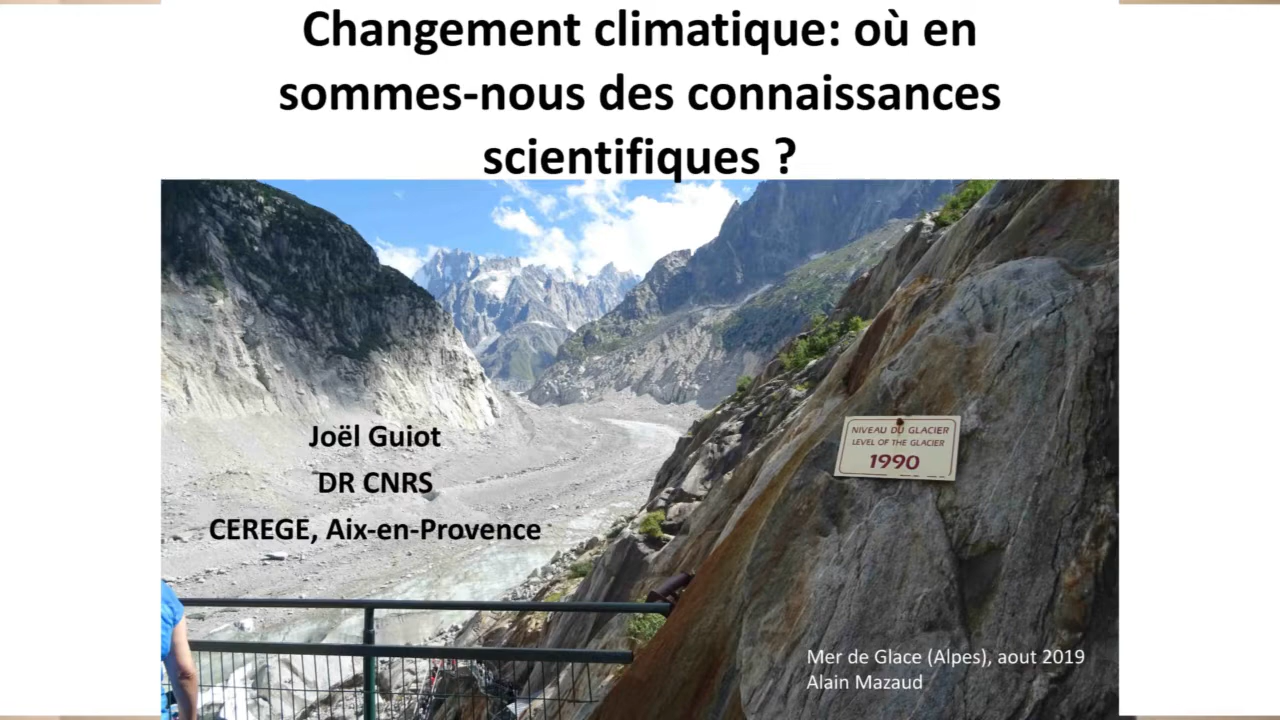 Changement climatique: où en
sommes-nous des connaissances
scientifiques ?
Joël Guiot
DR CNRS
CEREGE, Aix-en-Provence
NIVEAU DU GLACIER
LEVEL OF THE GLACIER
1990
Mer de Glace (Alpes), aout 2019
Alain Mazaud